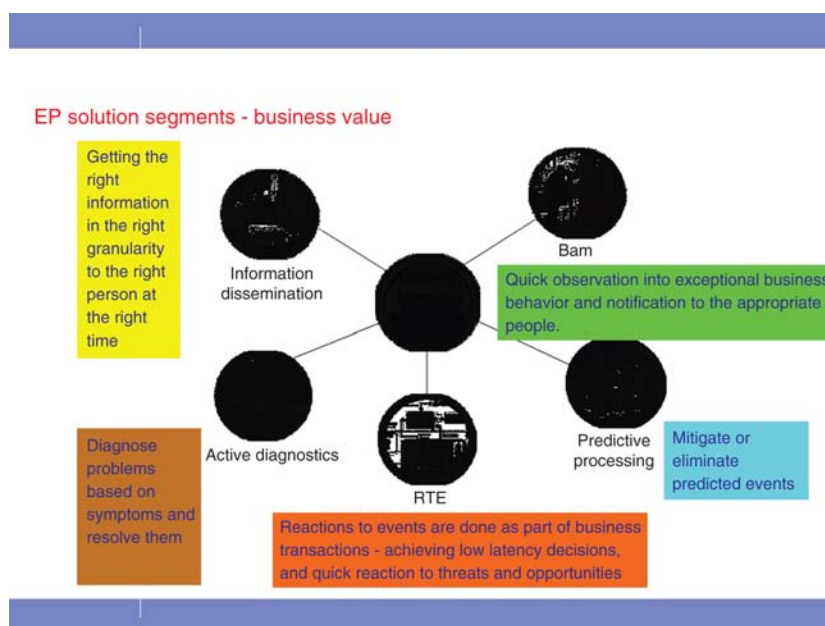 EP solution segments - business value
Getting the
right
information
in the right
granularity
to the right
person at
the right
time
Information
dissemination
Bam
Quick observation into exceptional business
behavior and notification to the appropriate
people.
Active diagnostics
Diagnose
problems
based on
symptoms and
resolve them
RTE
Reactions to events are done as part of business
transactions - achieving low latency decisions,
and quick reaction to threats and opportunities
Predictive
processing
Mitigate or
eliminate
predicted events